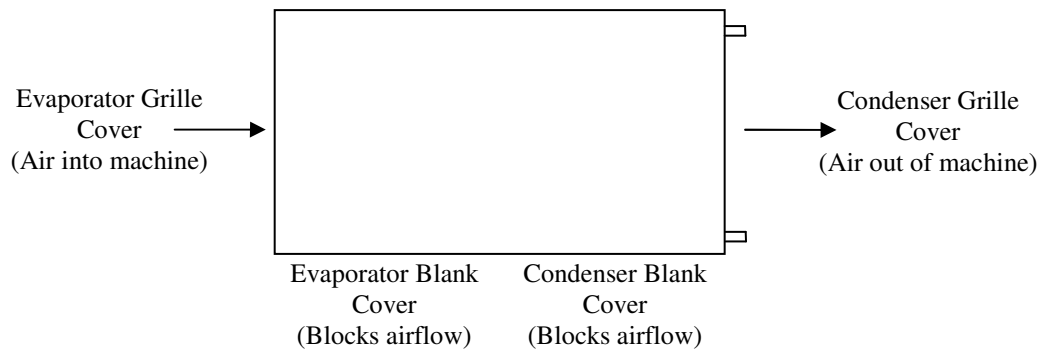 Evaporator Grille
Cover
(Air into machine)
Condenser Grille
Cover
(Air out of machine)
Evaporator Blank
Cover
(Blocks airflow)
Condenser Blank
Cover
(Blocks airflow)